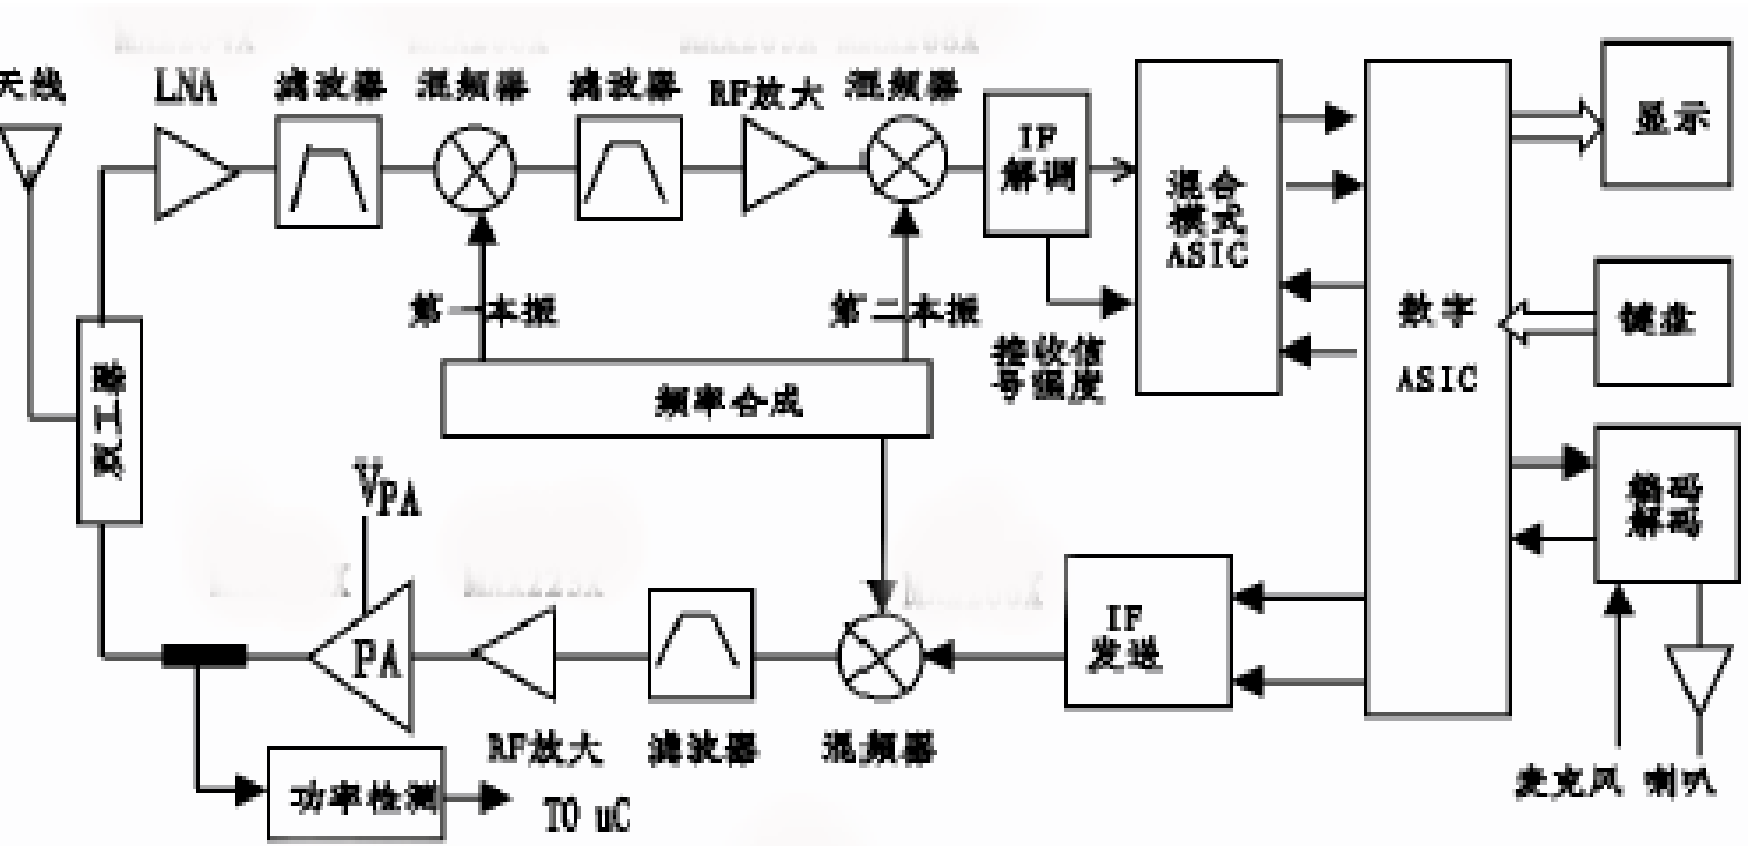 天线
LNA
滤波器
混频器
滤波器
RF放大
混频器
IF
解调
混合
模式
ASIC
显示
第一本振
第二本振
接收信
号强度
数字
ASIC
键盘
双工器
频率合成
VPA
编码
解码
PA
IF
发送
RF放大
滤波器
混频器
功率检测
TO uC
麦克风
喇叭